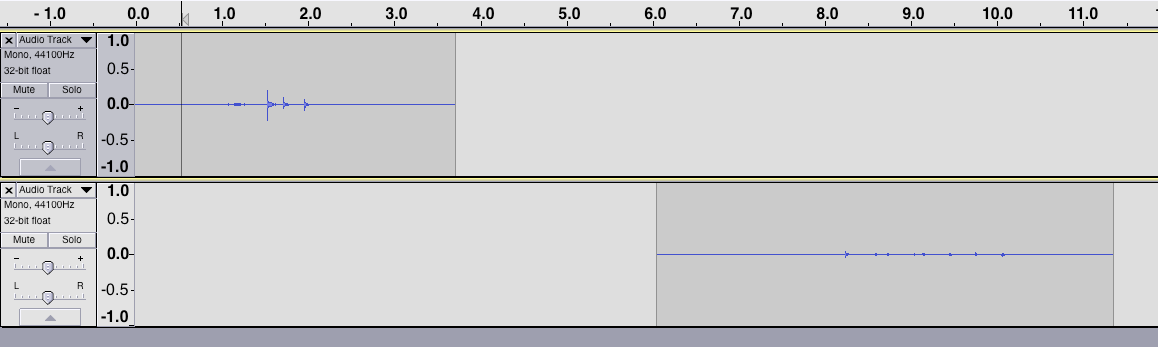 - 1.0 0.0 1.0 2.0 3.0 4.0 5.0 6.0 7.0 8.0 9.0 10.0 11.0
× Audio Track 1.0
Mono, 44100Hz
32-bit float 0.5
Mute Solo
- + 0.0
L R -0.5
-1.0
× Audio Track 1.0
Mono, 44100Hz
32-bit float 0.5
Mute Solo
- + 0.0
L R -0.5
-1.0